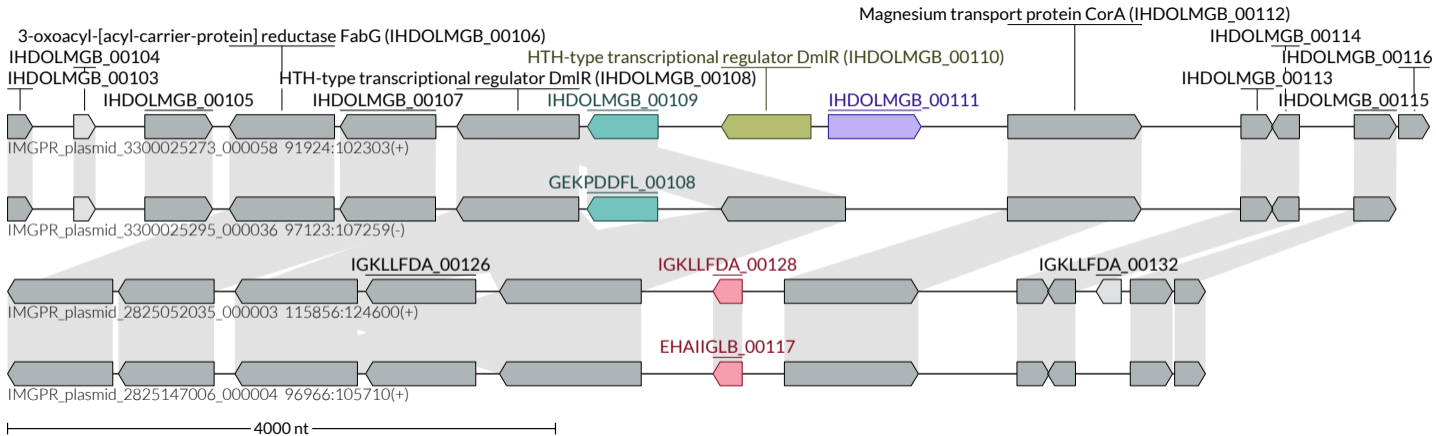 Magnesium transport protein CorA (IHDOLMGB_00112)
3-oxoacyl-[acyl-carrier-protein] reductase FabG (IHDOLMGB_00106)
IHDOLMGB_00114
IHDOLMGB_00104
HTH-type transcriptional regulator DmlR (IHDOLMGB_00110)
IHDOLMGB_00116
IHDOLMGB_00103
HTH-type transcriptional regulator DmlR (IHDOLMGB_00108)
IHDOLMGB_00113
IHDOLMGB_00105
IHDOLMGB_00107
IHDOLMGB_00109
IHDOLMGB_00111
IHDOLMGB_00115
IMGPR_plasmid_3300025273_000058 91924:102303(+)
GEKPDDFL_00108
IMGPR_plasmid_3300025295_000036 97123:107259(-)
IGKLLFDA_00126
IGKLLFDA_00128
IGKLLFDA_00132
IMGPR_plasmid_2825052035_000003 115856:124600(+)
EHAIIGLB_00117
IMGPR_plasmid_2825147006_000004 96966:105710(+)
4000 nt